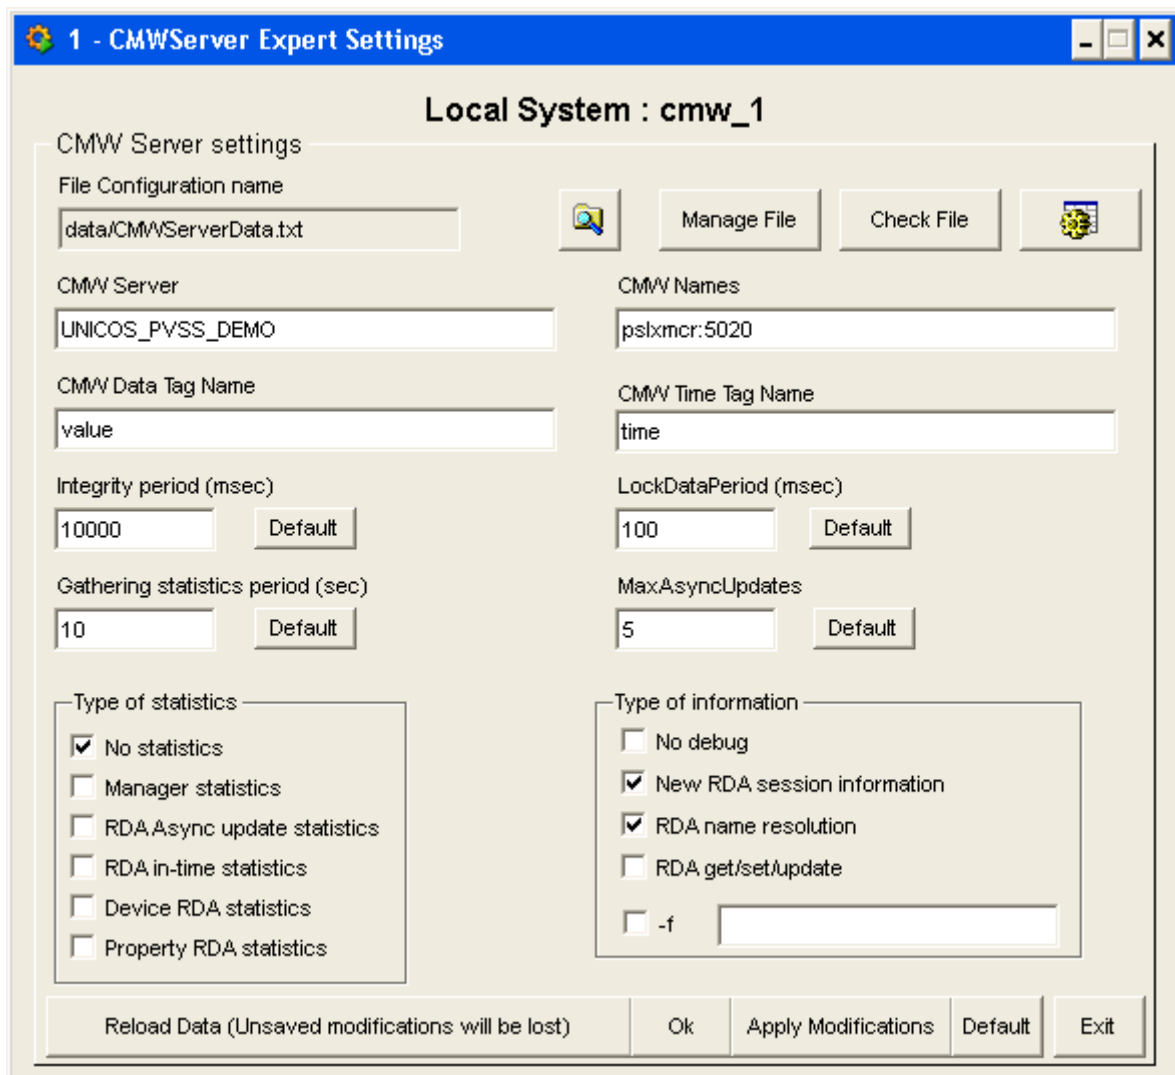 1 - CMWServer Expert Settings
Local System : cmw_1
CMW Server settings
File Configuration name
data/CMWServerData.txt
Manage File
Check File
CMW Server
CMW Names
UNICOS_PVSS_DEMO
pslxmcr:5020
CMW Data Tag Name
CMW Time Tag Name
value
time
Integrity period (msec)
LockDataPeriod (msec)
10000
Default
100
Default
Gathering statistics period (sec)
MaxAsyncUpdates
10
Default
5
Default
Type of statistics
No statistics
Manager statistics
RDA Async update statistics
RDA in-time statistics
Device RDA statistics
Property RDA statistics
Type of information
No debug
New RDA session information
RDA name resolution
RDA get/set/update
-f
Reload Data (Unsaved modifications will be lost)
Ok
Apply Modifications
Default
Exit